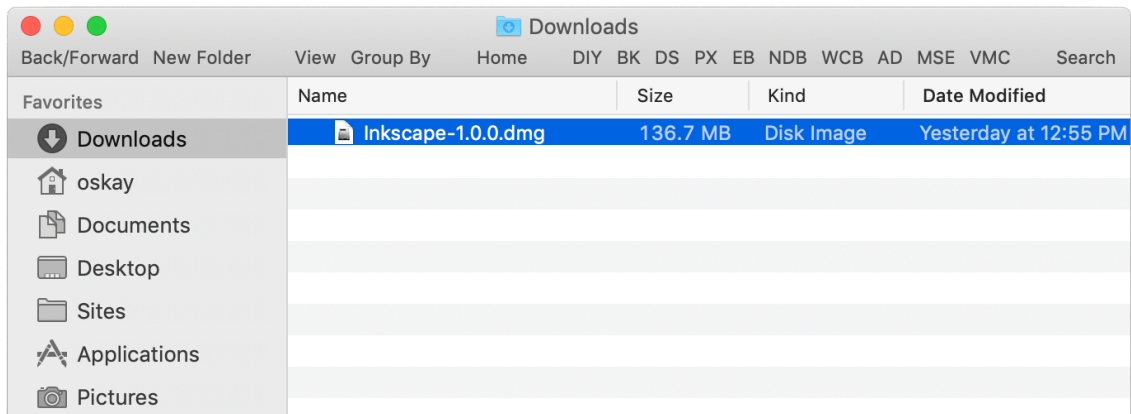 Downloads
Back/Forward New Folder View Group By Home DIY BK DS PX EB NDB WCB AD MSE VMC Search
Favorites
Downloads
oskay
Documents
Desktop
Sites
Applications
Pictures
Name Size Kind Date Modified
Inkscape-1.0.0.dmg 136.7 MB Disk Image Yesterday at 12:55 PM